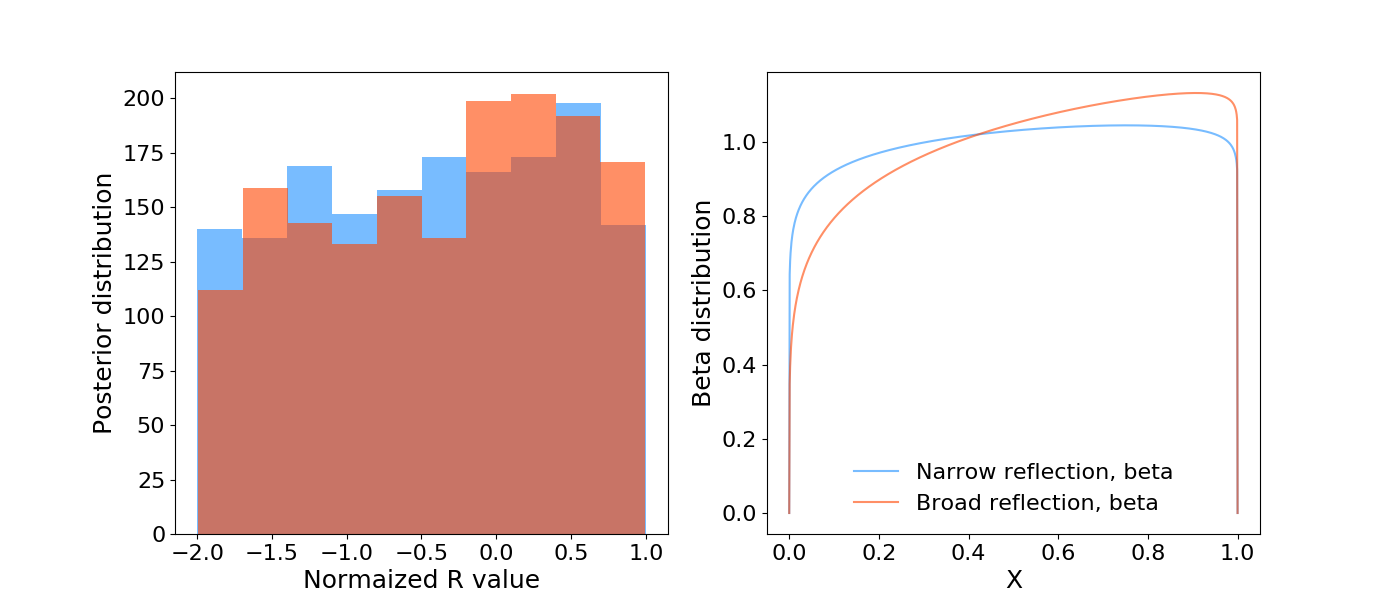 Posterior distribution
200
175
150
125
100
75
50
25
0
−2.0 −1.5 −1.0 −0.5 0.0 0.5 1.0
Normaized R value
Beta distribution
1.0
0.8
0.6
0.4
0.2
0.0
Narrow reflection, beta
Broad reflection, beta
0.0 0.2 0.4 0.6 0.8 1.0
X